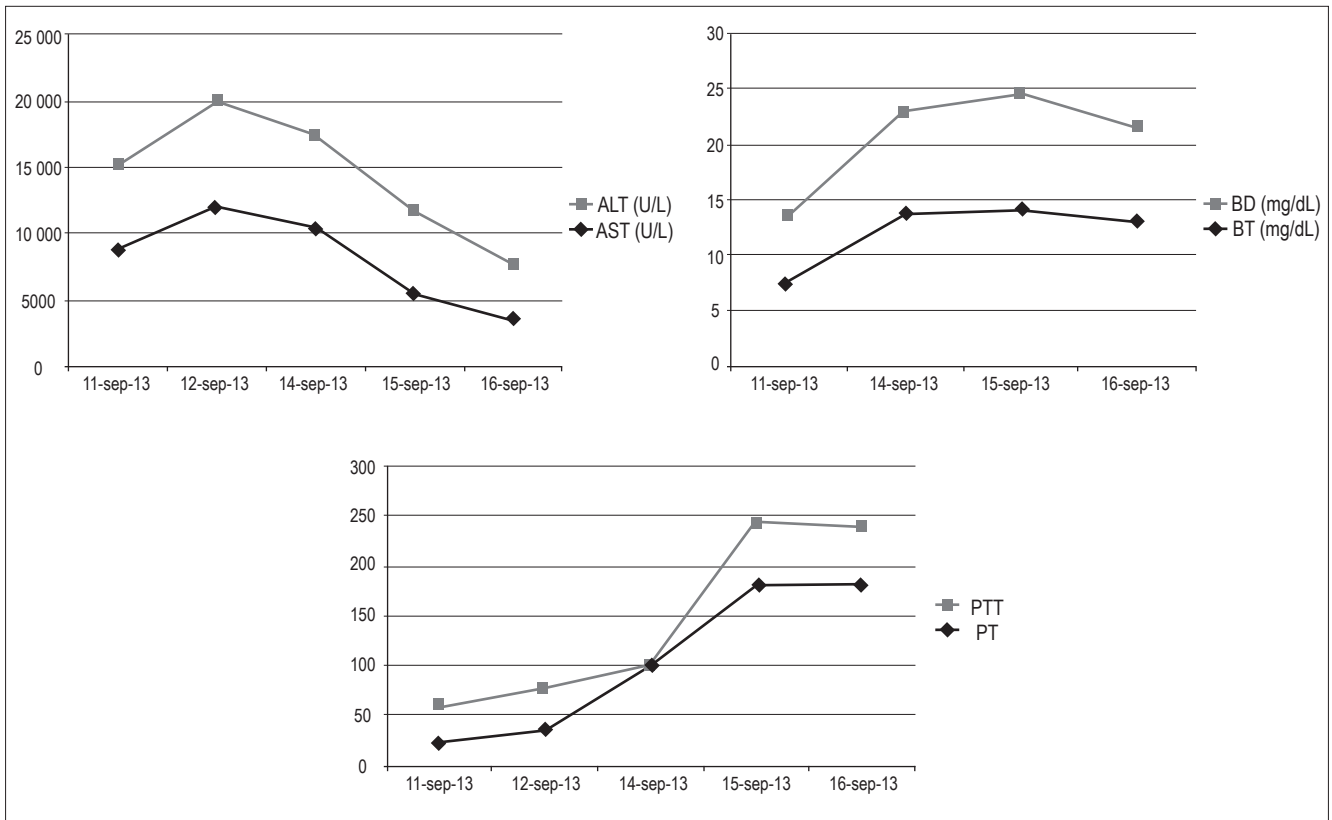 25 000
20 000
15 000
10 000
5000
0
11-sep-13 12-sep-13 14-sep-13 15-sep-13 16-sep-13
ALT (U/L)
AST (U/L)
30
25
20
15
10
5
0
11-sep-13 14-sep-13 15-sep-13 16-sep-13
BD (mg/dL)
BT (mg/dL)
300
250
200
150
100
50
0
11-sep-13 12-sep-13 14-sep-13 15-sep-13 16-sep-13
PTT
PT